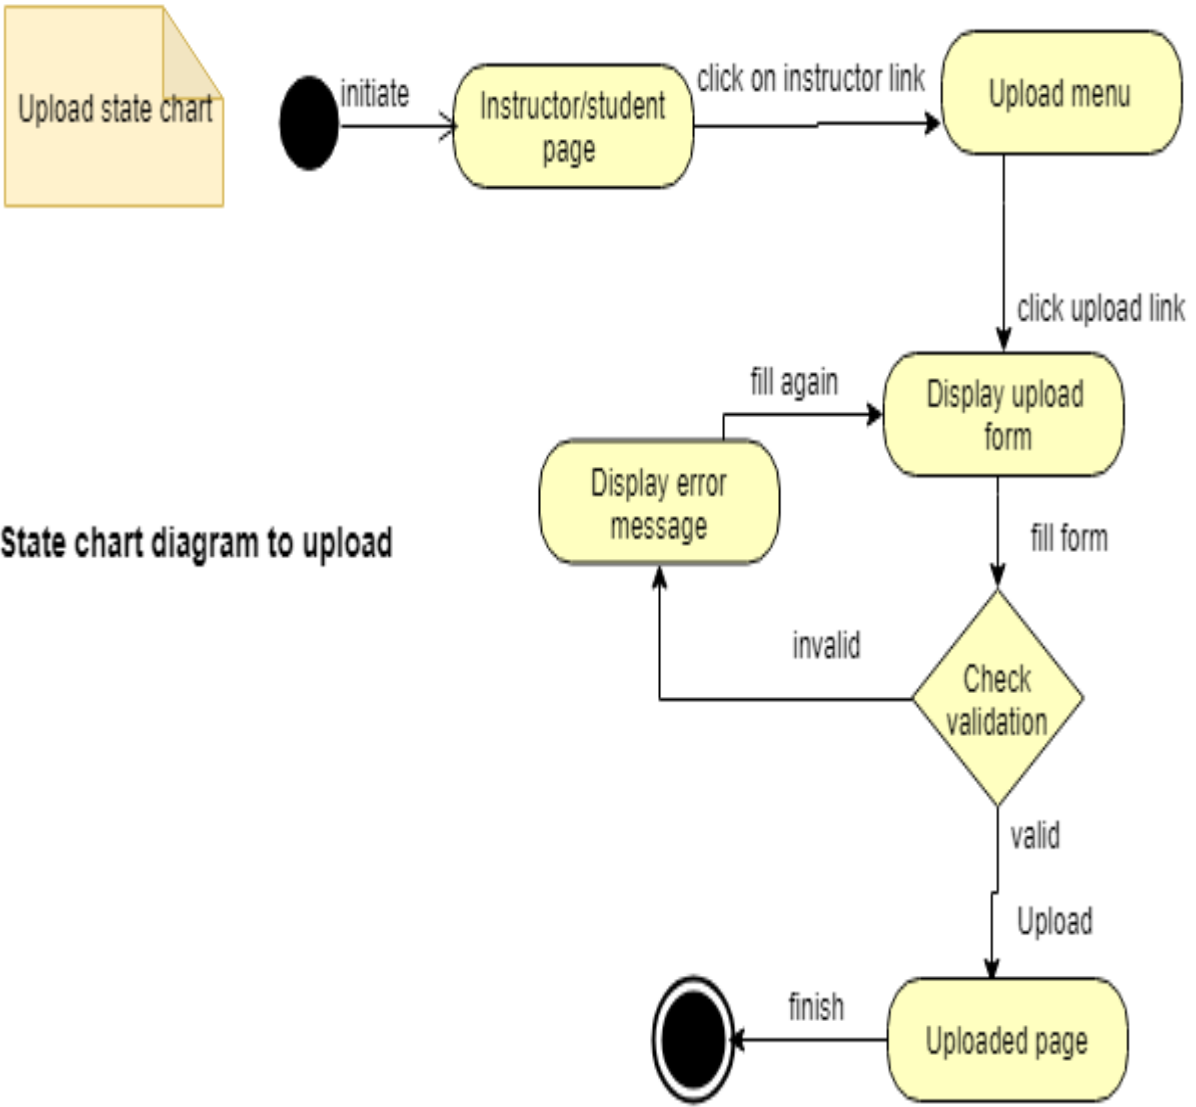 Upload state chart
initiate
Instructor/student
page
click on instructor link
Upload menu
click upload link
Display upload
form
fill again
Display error
message
State chart diagram to upload
fill form
invalid
Check
validation
valid
Upload
finish
Uploaded page